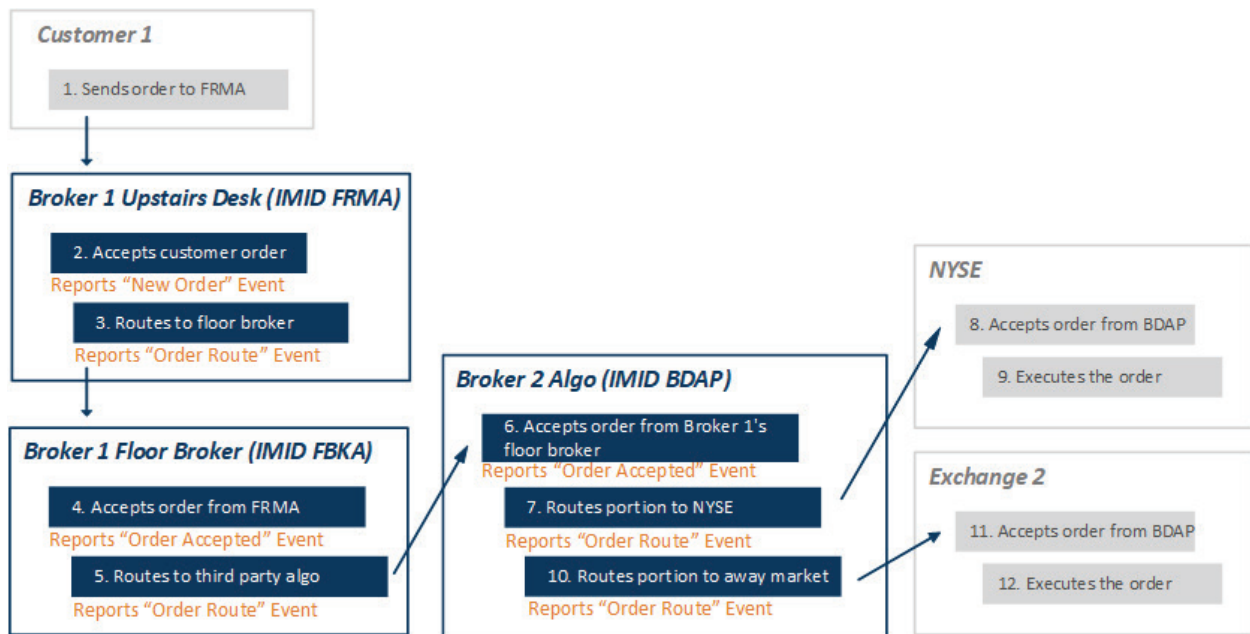 Customer 1
1. Sends order to FRMA
Broker 1 Upstairs Desk (IMID FRMA)
2. Accepts customer order
Reports “New Order” Event
3. Routes to floor broker
Reports “Order Route” Event
Broker 1 Floor Broker (IMID FBKA)
4. Accepts order from FRMA
Reports “Order Accepted” Event
5. Routes to third party algo
Reports “Order Route” Event
Broker 2 Algo (IMID BDAP)
6. Accepts order from Broker 1's
floor broker
Reports “Order Accepted” Event
7. Routes portion to NYSE
Reports “Order Route” Event
10. Routes portion to away market
Reports “Order Route” Event
NYSE
8. Accepts order from BDAP
9. Executes the order
Exchange 2
11. Accepts order from BDAP
12. Executes the order